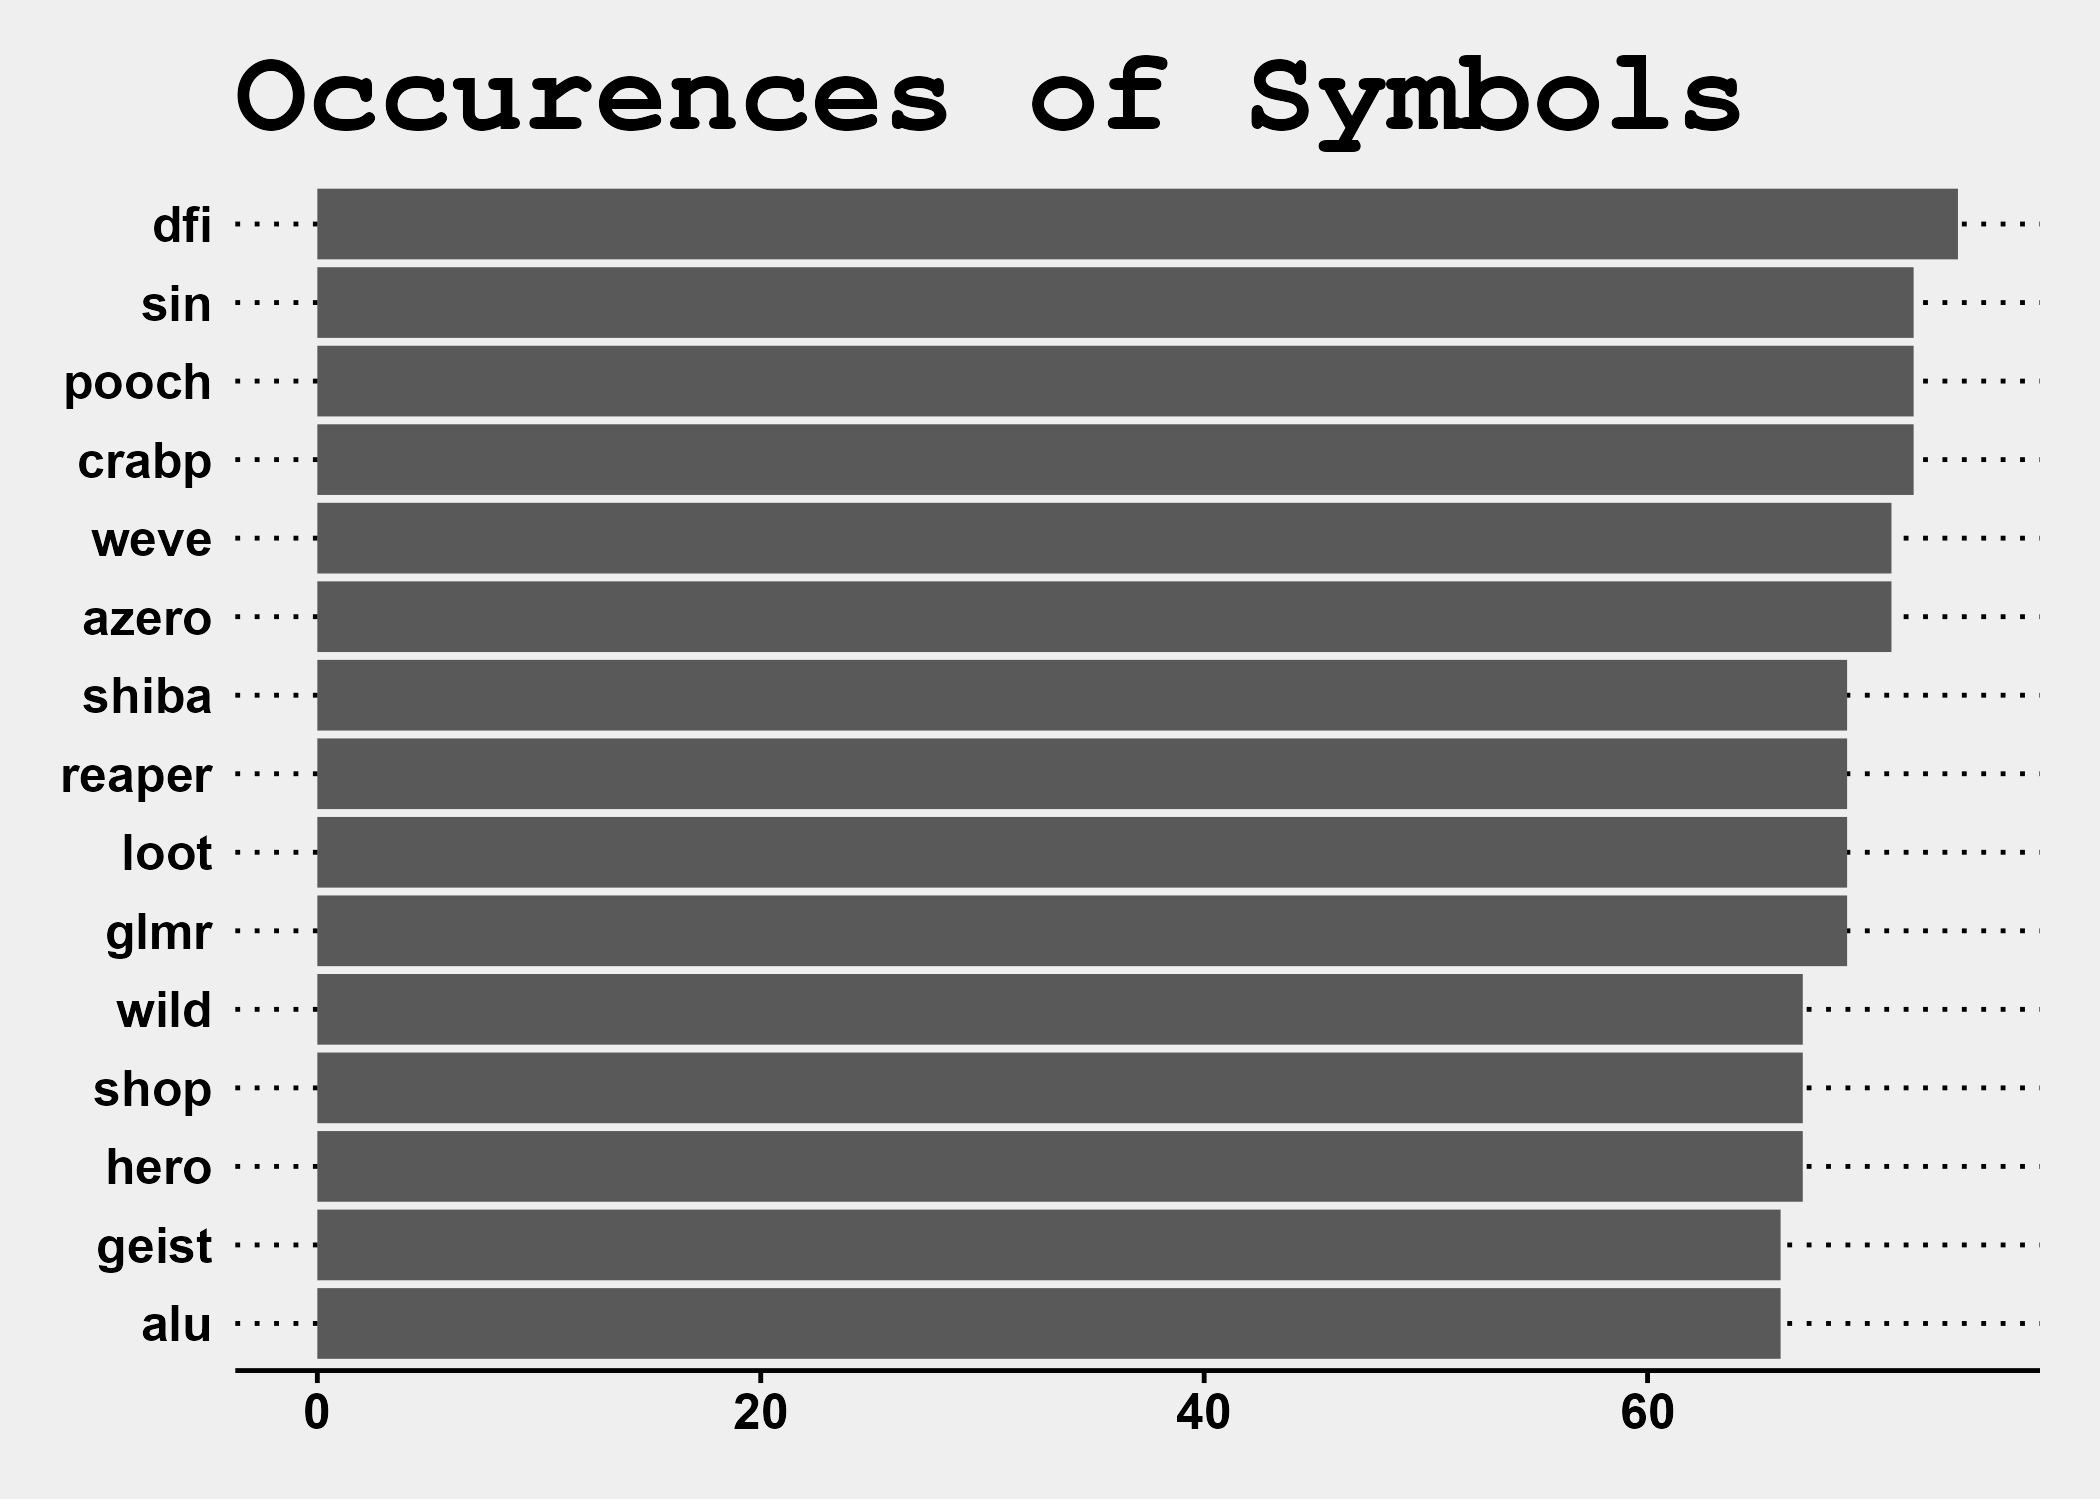 Occurences of Symbols
dfi
sin
pooch
crabp
weve
azero
shiba
reaper
loot
glmr
wild
shop
hero
geist
alu
0 20 40 60